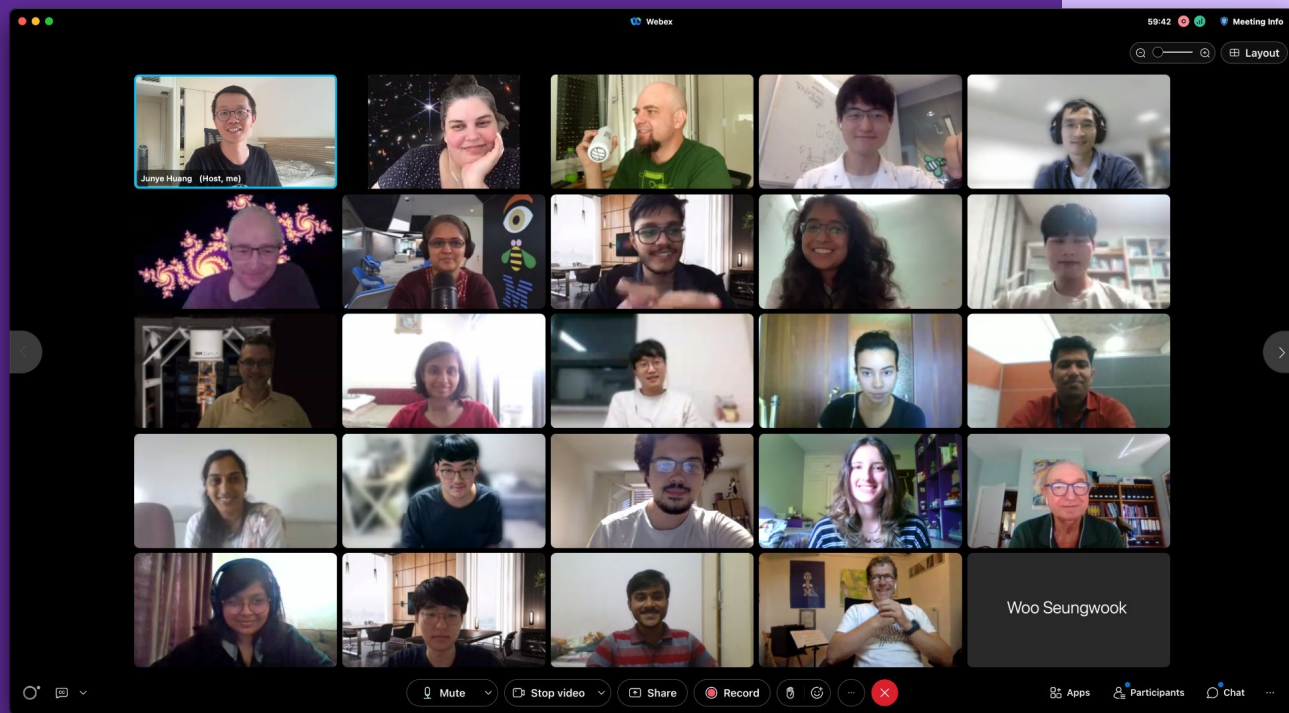 Webex
59:42
Meeting Info
Layout
Junye Huang (Host, me)
Woo Seungwook
CC
Mute
Stop video
Share
Record
Apps
Participants
Chat